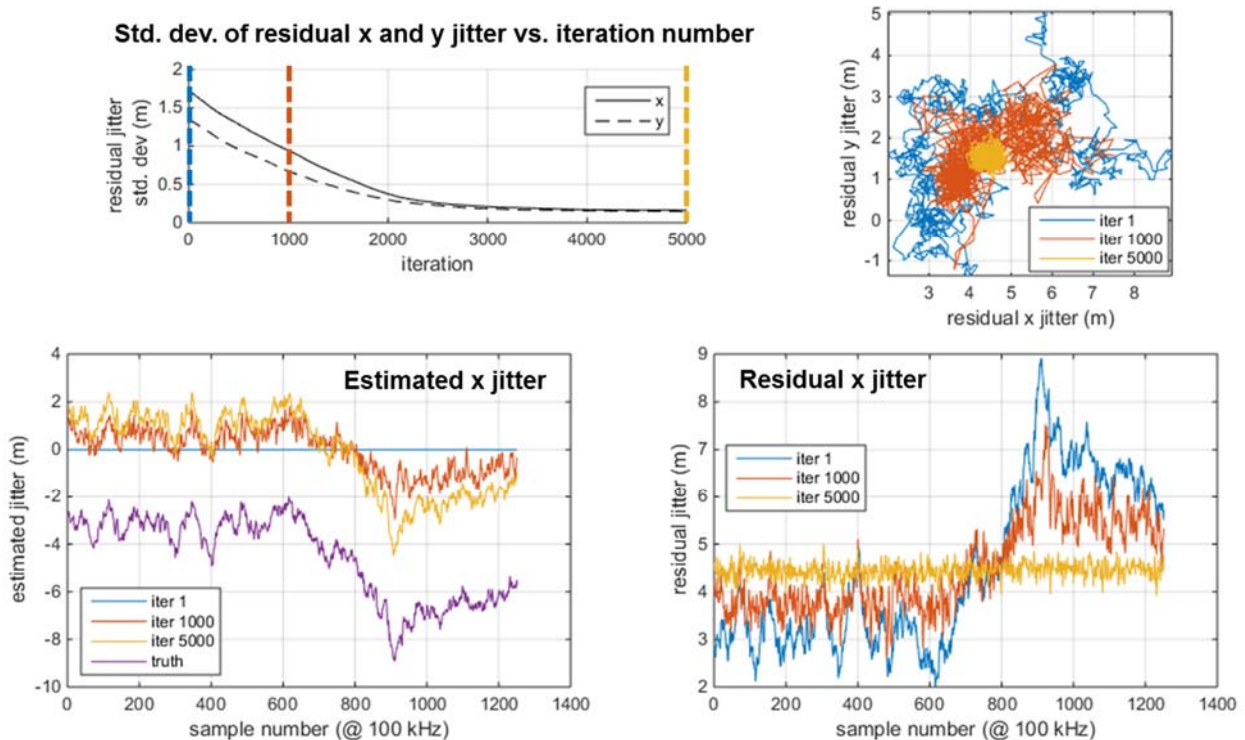 Std. dev. of residual x and y jitter vs. iteration number
2
1.5
1
0.5
0
residual jitter
std. dev (m)
x
y
0 1000 2000 3000 4000 5000
iteration
5
4
3
2
1
0
-1
residual y jitter (m)
iter 1
iter 1000
iter 5000
3 4 5 6 7 8
residual x jitter (m)
Estimated x jitter
4
2
0
-2
-4
-6
-8
-10
estimated jitter (m)
iter 1
iter 1000
iter 5000
truth
0 200 400 600 800 1000 1200 1400
sample number (@ 100 kHz)
Residual x jitter
9
8
7
6
5
4
3
2
residual jitter (m)
iter 1
iter 1000
iter 5000
0 200 400 600 800 1000 1200 1400
sample number (@ 100 kHz)